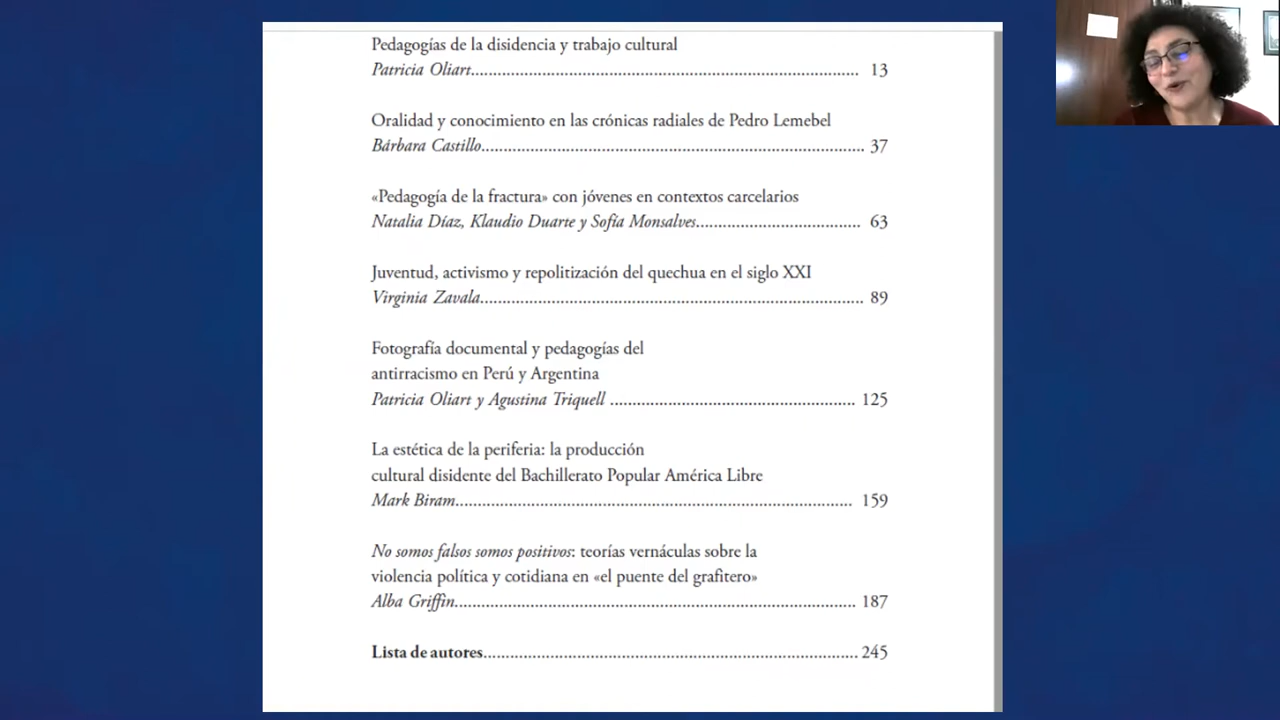 Pedagogías de la disidencia y trabajo cultural
Patricia Oliart.................................................................................... 13
Oralidad y conocimiento en las crónicas radiales de Pedro Lemebel
Bárbara Castillo.................................................................................. 37
«Pedagogía de la fractura» con jóvenes en contextos carcelarios
Natalia Díaz, Klaudio Duarte y Sofía Monsalves................................... 63
Juventud, activismo y repolitización del quechua en el siglo XXI
Virginia Zavala.................................................................................. 89
Fotografía documental y pedagogías del
antirracismo en Perú y Argentina
Patricia Oliart y Agustina Triquell ..................................................... 125
La estética de la periferia: la producción
cultural disidente del Bachillerato Popular América Libre
Mark Biram...................................................................................... 159
No somos falsos somos positivos: teorías vernáculas sobre la
violencia política y cotidiana en «el puente del grafitero»
Alba Griffin....................................................................................... 187
Lista de autores................................................................................. 245